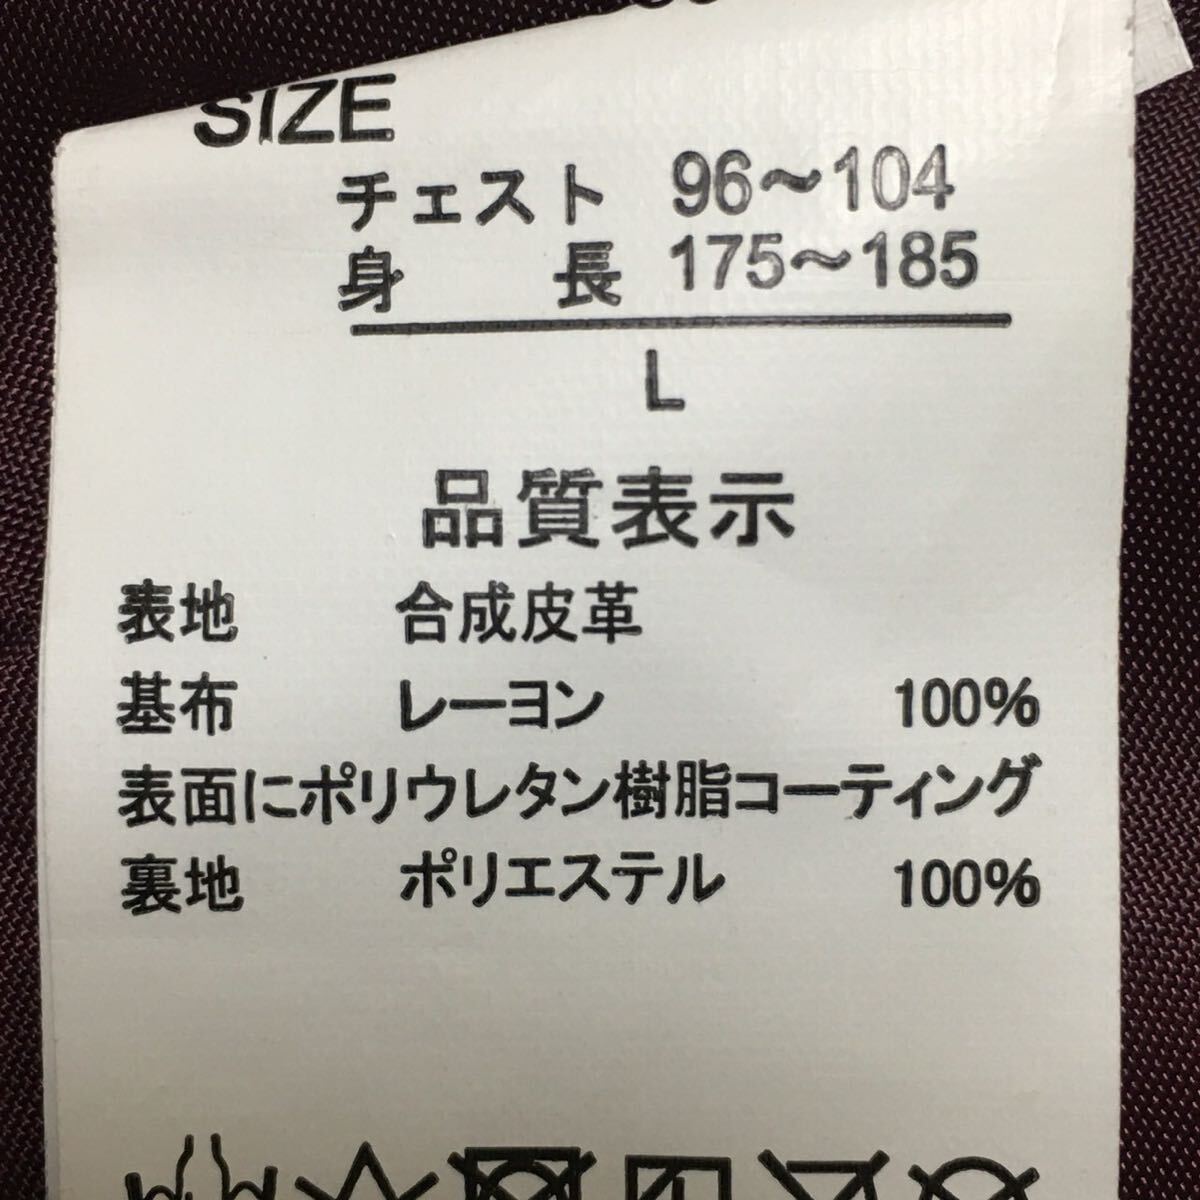 SIZE
チェスト 96~104
身長 175~185
L
品質表示
表地 合成皮革
基布 レーヨン 100%
表面にポリウレタン樹脂コーティング
裏地 ポリエステル 100%